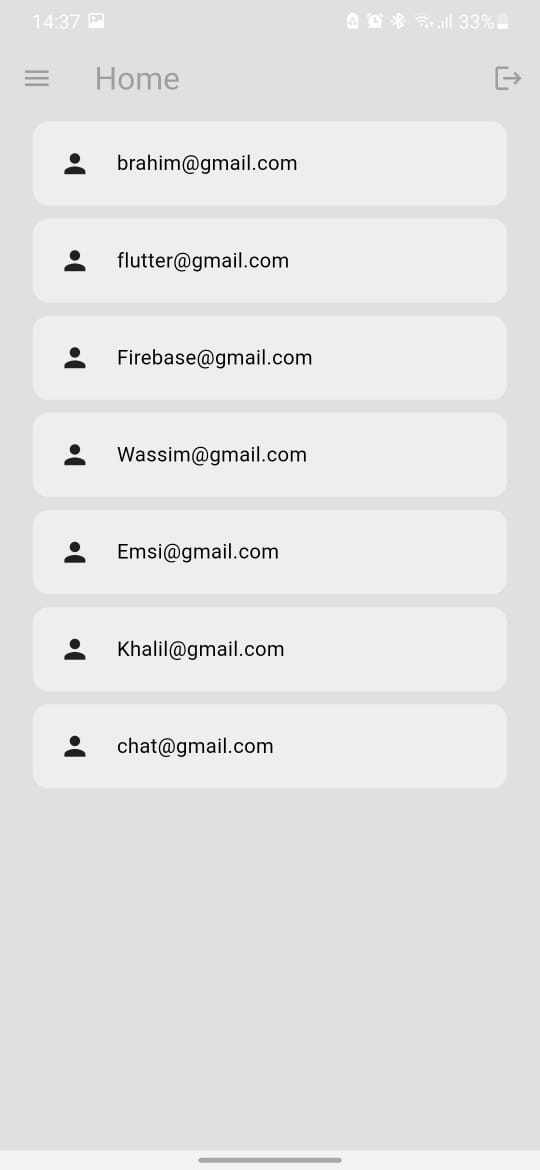 14:37 33%
Home
brahim@gmail.com
flutter@gmail.com
Firebase@gmail.com
Wassim@gmail.com
Emsi@gmail.com
Khalil@gmail.com
chat@gmail.com